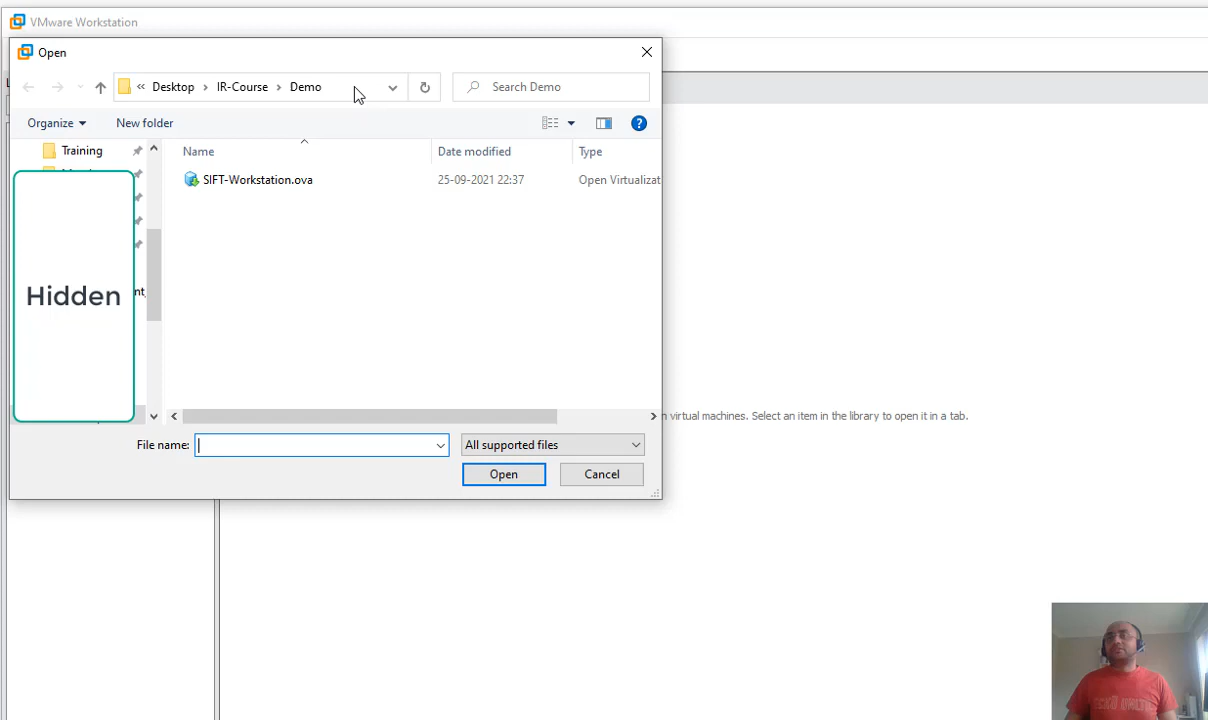 VMware Workstation
Open
« Desktop › IR-Course › Demo
Search Demo
Organize
New folder
Training
Name
Date modified
Type
SIFT-Workstation.ova
25-09-2021 22:37
Open Virtualizat
Hidden
nt,
virtual machines. Select an item in the library to open it in a tab.
File name:
All supported files
Open
Cancel